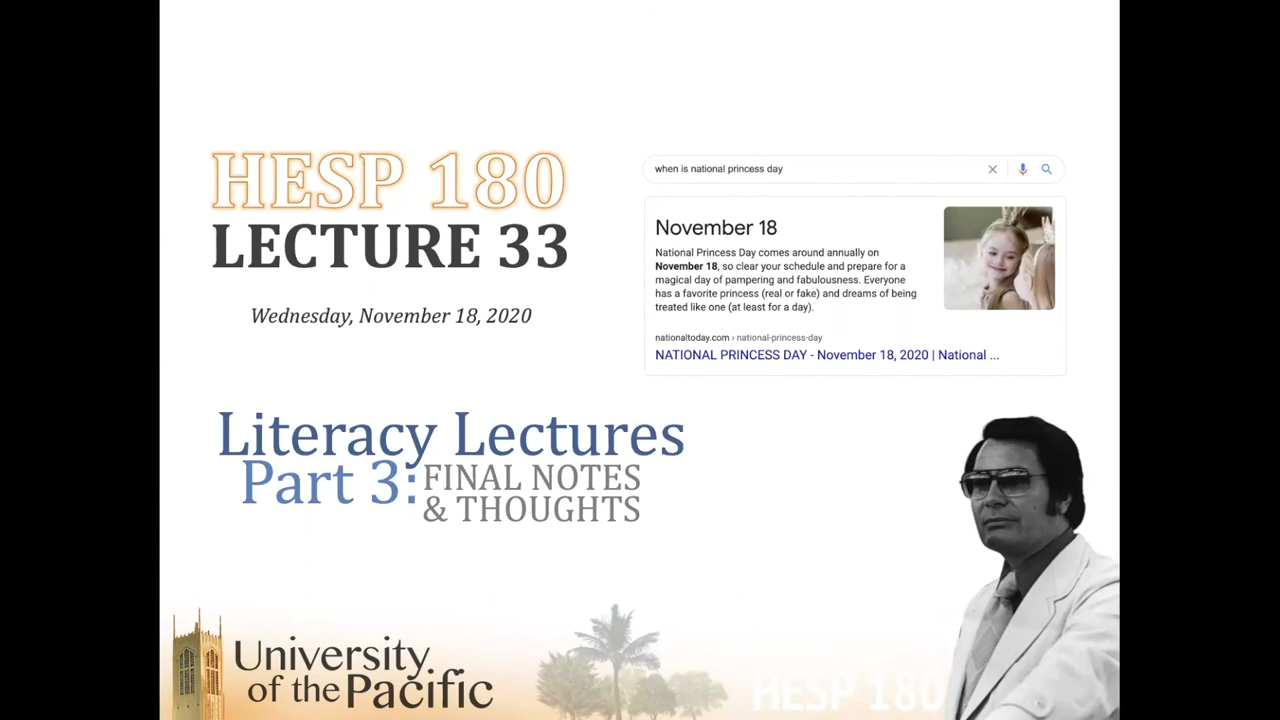 HESP 180
LECTURE 33
Wednesday, November 18, 2020
when is national princess day
November 18
National Princess Day comes around annually on
November 18, so clear your schedule and prepare for a
magical day of pampering and fabulousness. Everyone
has a favorite princess (real or fake) and dreams of being
treated like one (at least for a day).
nationaltoday.com › national-princess-day
NATIONAL PRINCESS DAY - November 18, 2020 | National ...
Literacy Lectures
Part 3: FINAL NOTES
& THOUGHTS
University
of the Pacific
HESP 180